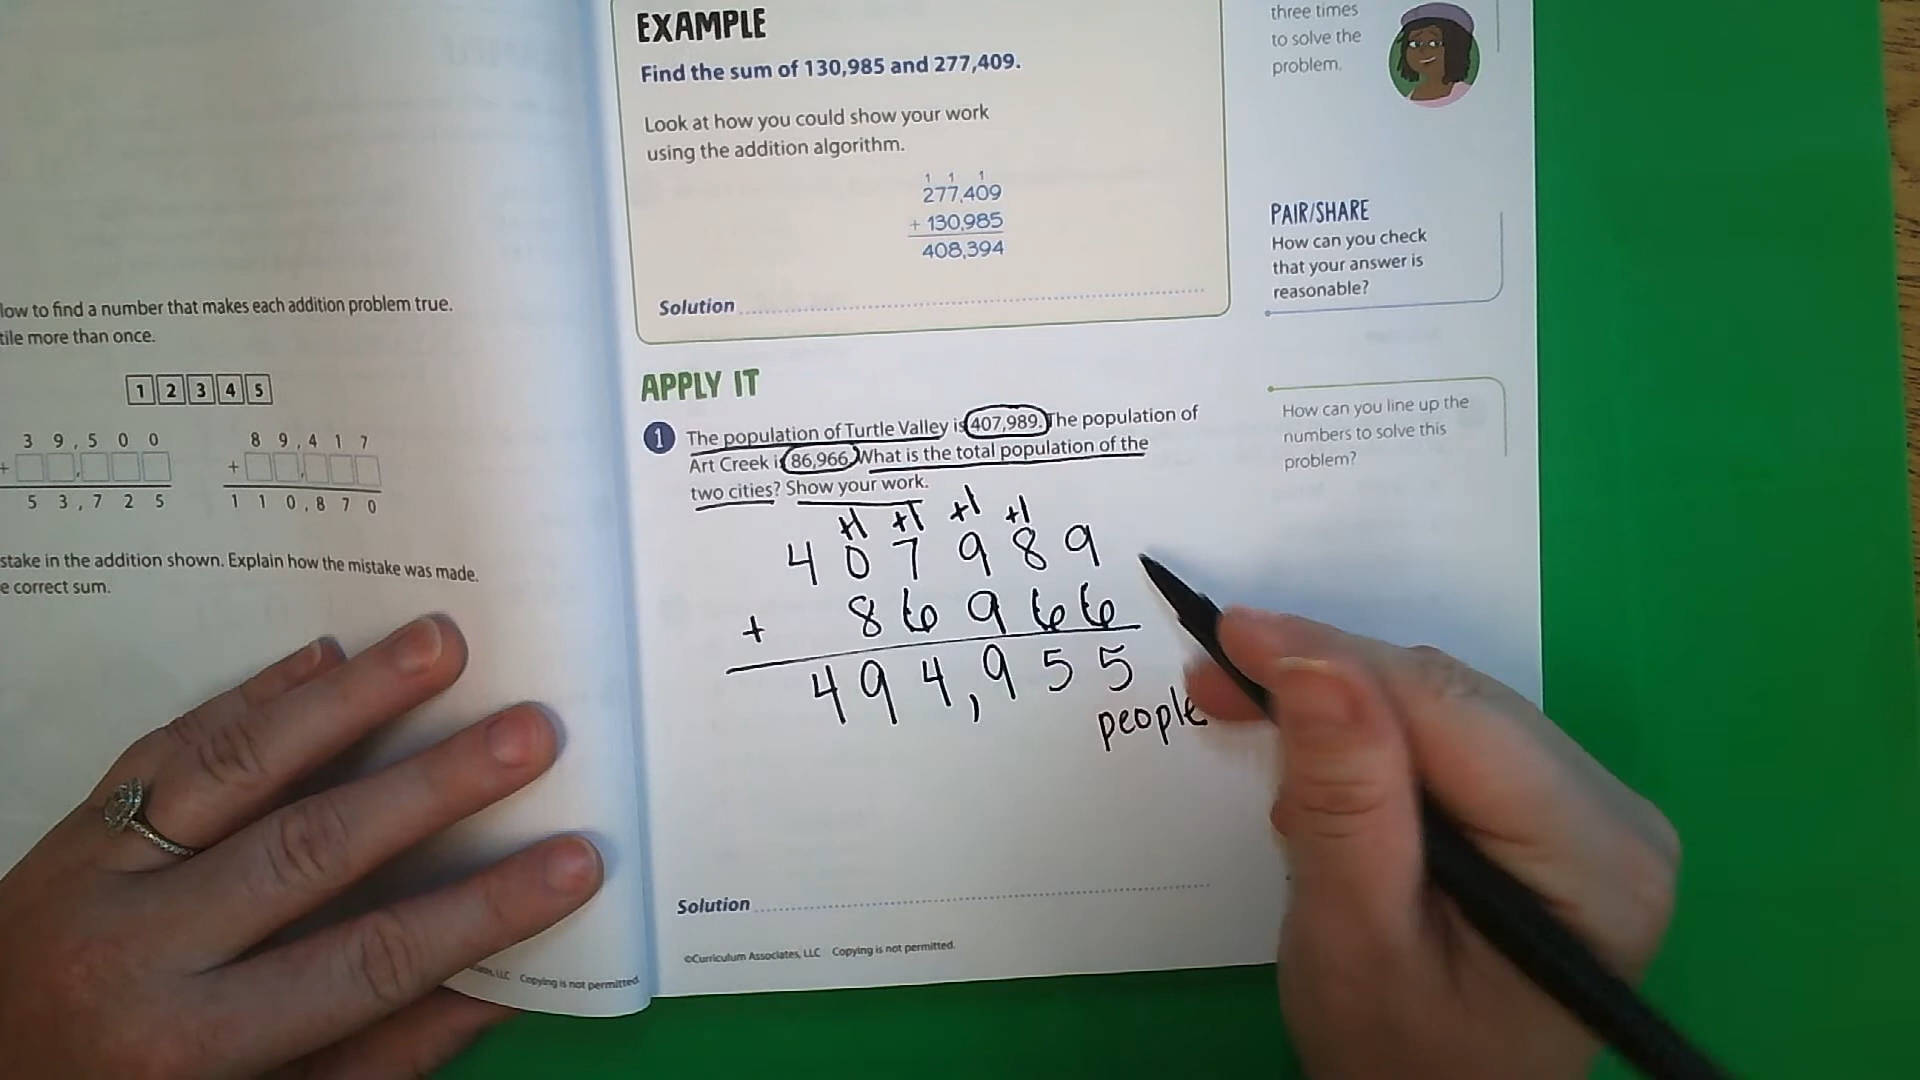 low to find a number that makes each addition problem true.
tile more than once.
1 2 3 4 5
3 9 , 5 0 0
+ ,
5 3 , 7 2 5
8 9 , 4 1 7
+ ,
1 1 0 , 8 7 0
stake in the addition shown. Explain how the mistake was made.
e correct sum.
LLC Copying is not permitted.
EXAMPLE
Find the sum of 130,985 and 277,409.
Look at how you could show your work
using the addition algorithm.
1 1 1
277,409
+ 130,985
408,394
Solution
APPLY IT
1 The population of Turtle Valley is 407,989. The population of
Art Creek is 86,966. What is the total population of the
two cities? Show your work.
+1 +1 +1 +1
4 0 7 9 8 9
+ 8 6 9 6 6
4 9 4 , 9 5 5
people
Solution
©Curriculum Associates, LLC Copying is not permitted.
three times
to solve the
problem.
PAIR/SHARE
How can you check
that your answer is
reasonable?
How can you line up the
numbers to solve this
problem?